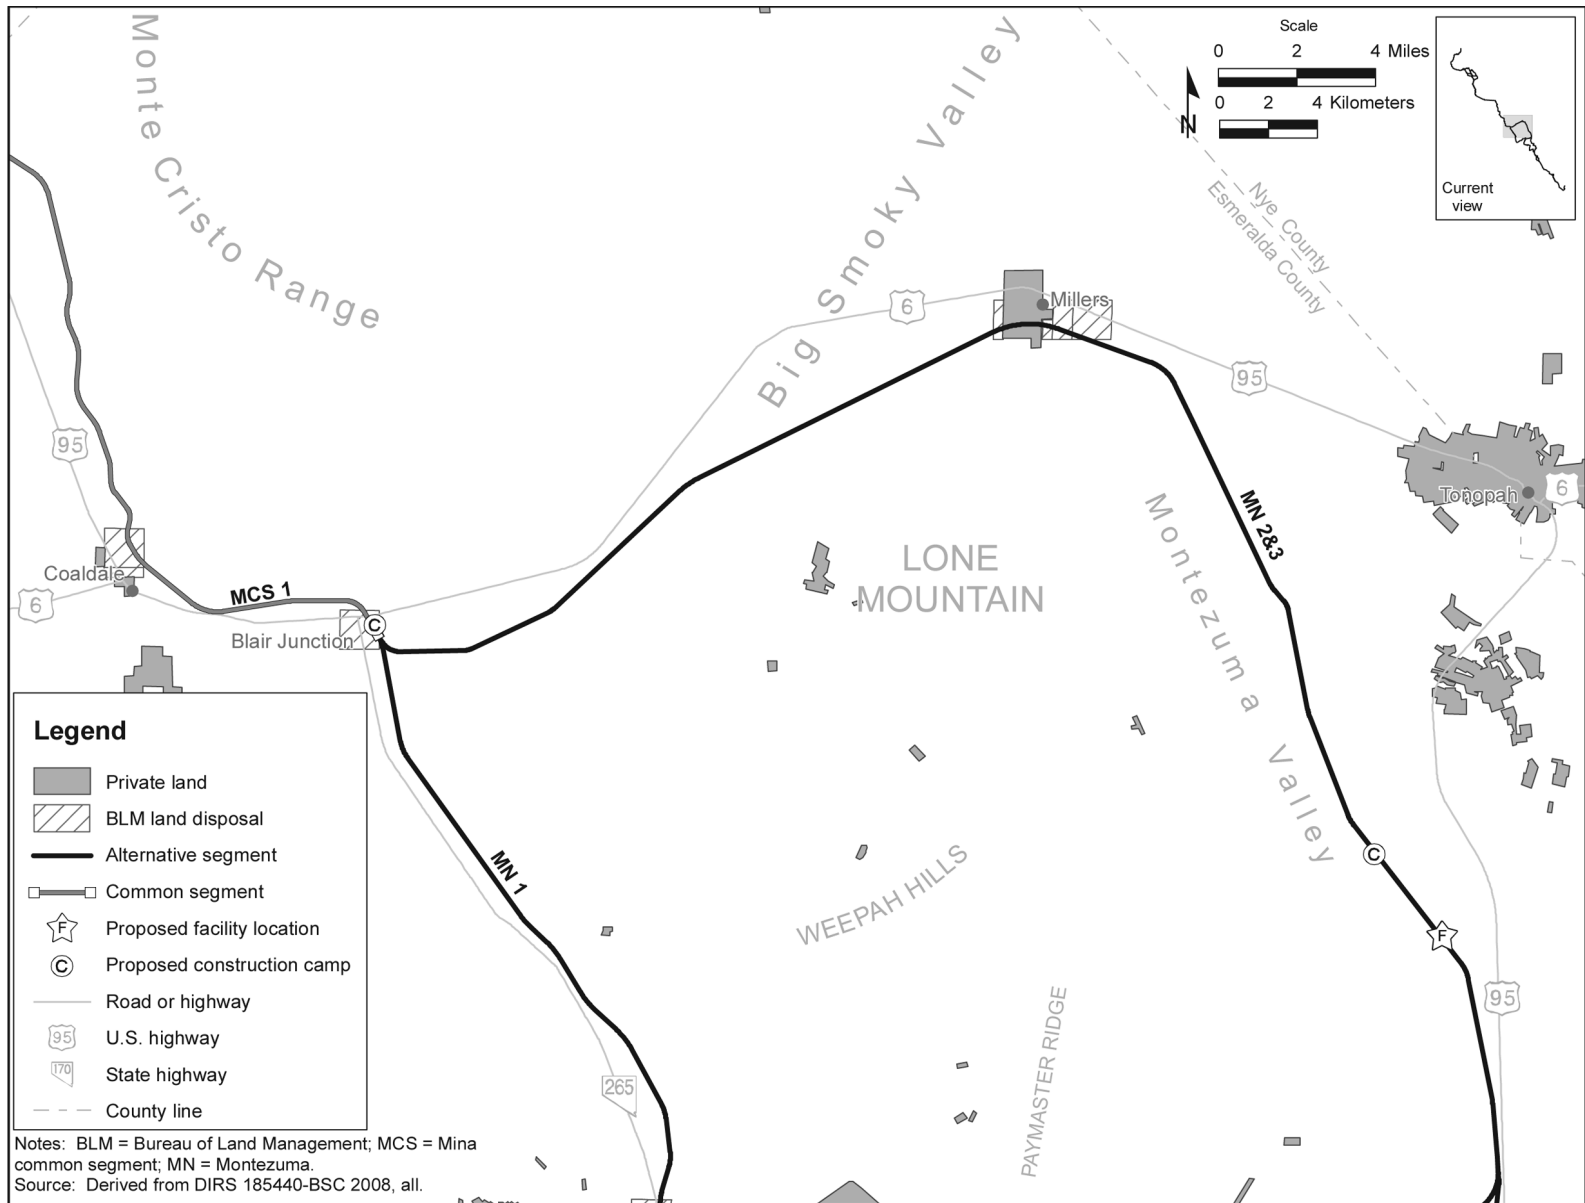 Monte Cristo Range
Big Smoky Valley
Scale
0 2 4 Miles
0 2 4 Kilometers
N
Current
view
Nye County
Esmeralda County
6
Millers
95
95
Tonopah
6
MN 2&3
Montezuma Valley
LONE
MOUNTAIN
Coaldale
6
MCS 1
C
Blair Junction
MN 1
WEEPAH HILLS
C
F
95
PAYMASTER RIDGE
265
Legend
Private land
BLM land disposal
Alternative segment
Common segment
F Proposed facility location
C Proposed construction camp
Road or highway
95 U.S. highway
170 State highway
County line
Notes: BLM = Bureau of Land Management; MCS = Mina
common segment; MN = Montezuma.
Source: Derived from DIRS 185440-BSC 2008, all.